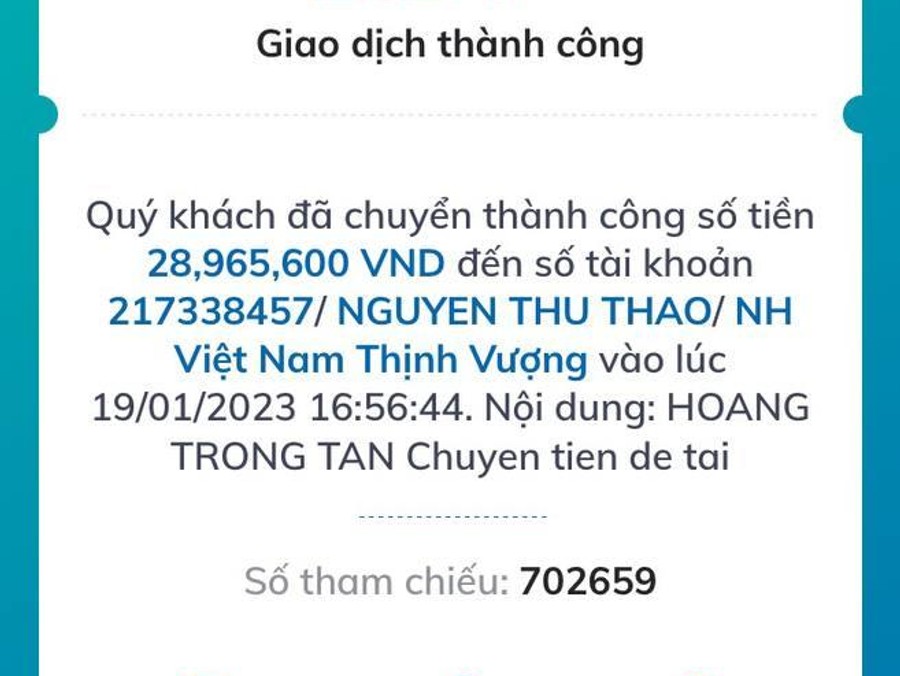 Giao dịch thành công
Quý khách đã chuyển thành công số tiền
28,965,600 VND đến số tài khoản
217338457/ NGUYEN THU THAO/ NH
Việt Nam Thịnh Vượng vào lúc
19/01/2023 16:56:44. Nội dung: HOANG
TRONG TAN Chuyen tien de tai
Số tham chiếu: 702659